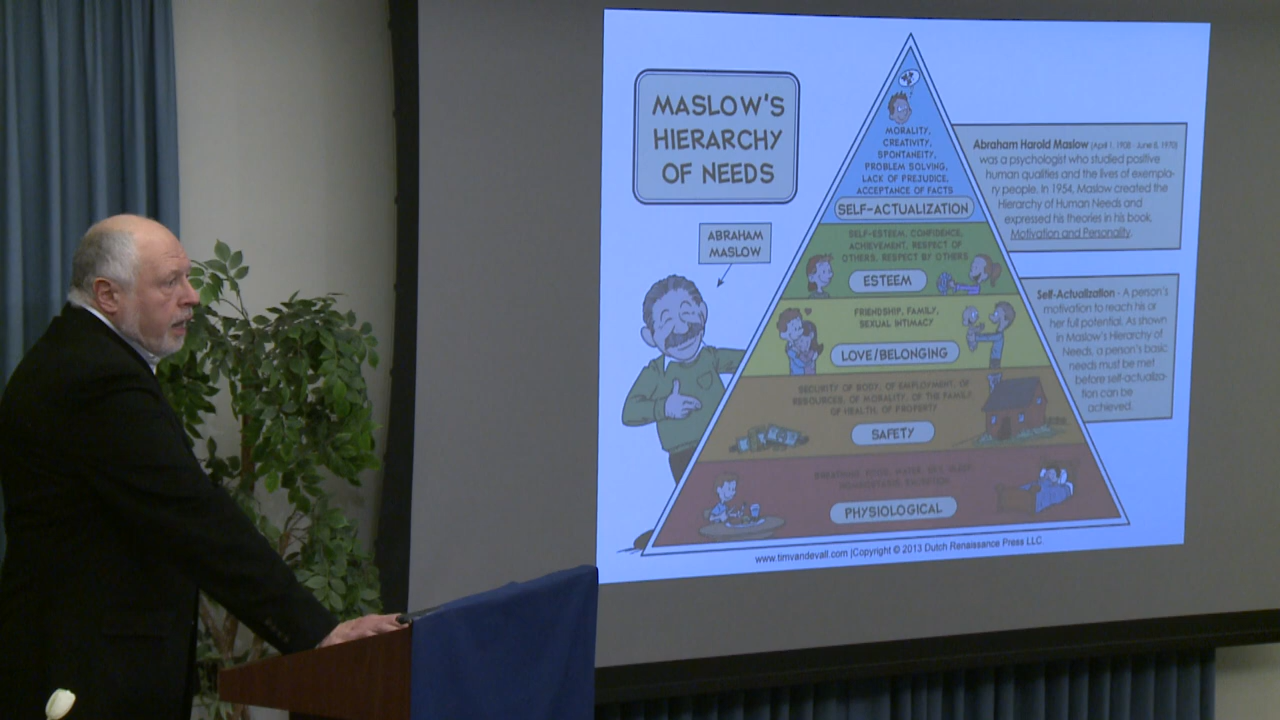 MASLOW'S
HIERARCHY
OF NEEDS
ABRAHAM
MASLOW
MORALITY,
CREATIVITY,
SPONTANEITY,
PROBLEM SOLVING,
LACK OF PREJUDICE,
ACCEPTANCE OF FACTS
SELF-ACTUALIZATION
SELF-ESTEEM, CONFIDENCE,
ACHIEVEMENT, RESPECT OF
OTHERS, RESPECT BY OTHERS
ESTEEM
FRIENDSHIP, FAMILY,
SEXUAL INTIMACY
LOVE/BELONGING
SECURITY OF BODY, OF EMPLOYMENT, OF
RESOURCES, OF MORALITY, OF THE FAMILY,
OF HEALTH, OF PROPERTY
SAFETY
BREATHING, FOOD, WATER,
PHYSIOLOGICAL
Abraham Harold Maslow (April 1, 1908 - June 8, 1970)
was a psychologist who studied positive
human qualities and the lives of exempla-
ry people. In 1954, Maslow created the
Hierarchy of Human Needs and
expressed his theories in his book,
Motivation and Personality.
Self-Actualization - A person's
motivation to reach his or
her full potential. As shown
in Maslow's Hierarchy of
Needs, a person's basic
needs must be met
before self-actualiza-
tion can be
achieved.
www.timvandevall.com | Copyright © 2013 Dutch Renaissance Press LLC.